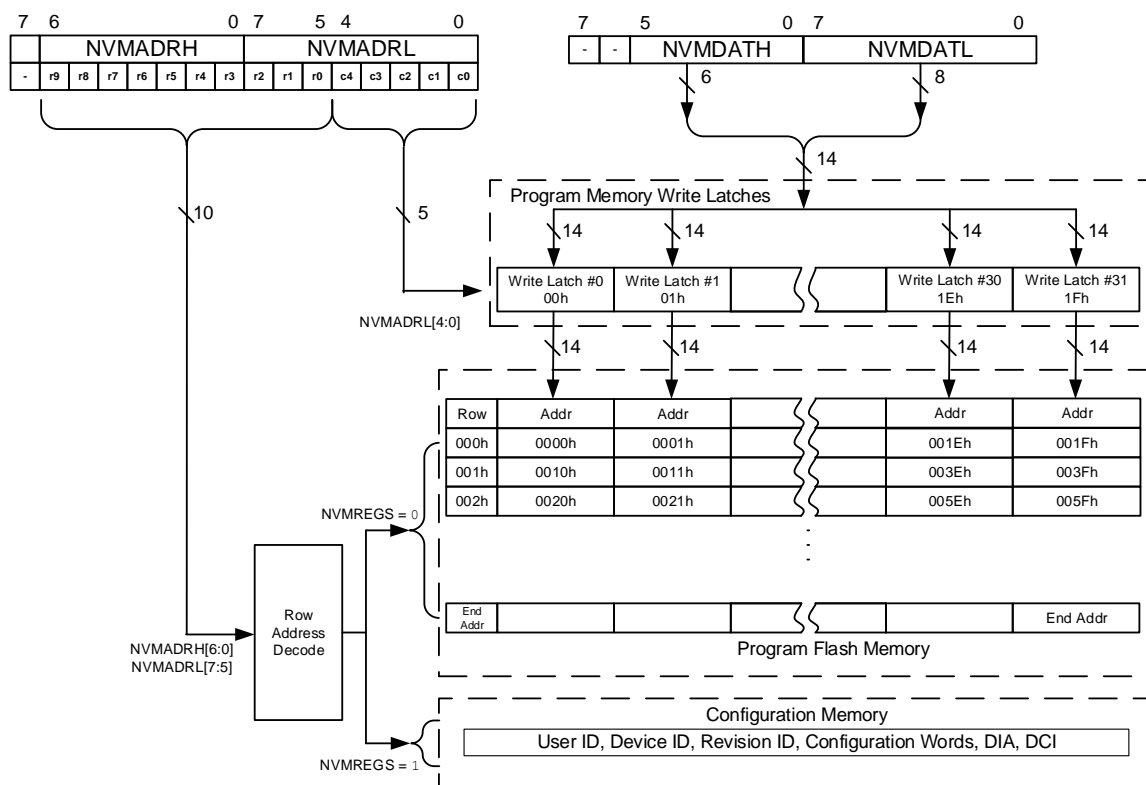 7 6 0 7 5 4 0
NVMADRH NVMADRL
- r9 r8 r7 r6 r5 r4 r3 r2 r1 r0 c4 c3 c2 c1 c0
7 5 0 7 0
- - NVMDATH NVMDATL
6 8
14
10 5
Program Memory Write Latches
14 14 14 14
Write Latch #0 Write Latch #1 Write Latch #30 Write Latch #31
00h 01h 1Eh 1Fh
NVMADRL[4:0]
14 14 14 14
Row Addr Addr Addr Addr
000h 0000h 0001h 001Eh 001Fh
001h 0010h 0011h 003Eh 003Fh
002h 0020h 0021h 005Eh 005Fh
NVMREGS = 0
End
Addr
End Addr
Row
Address
Decode
NVMADRH[6:0]
NVMADRL[7:5]
Program Flash Memory
Configuration Memory
User ID, Device ID, Revision ID, Configuration Words, DIA, DCI
NVMREGS = 1